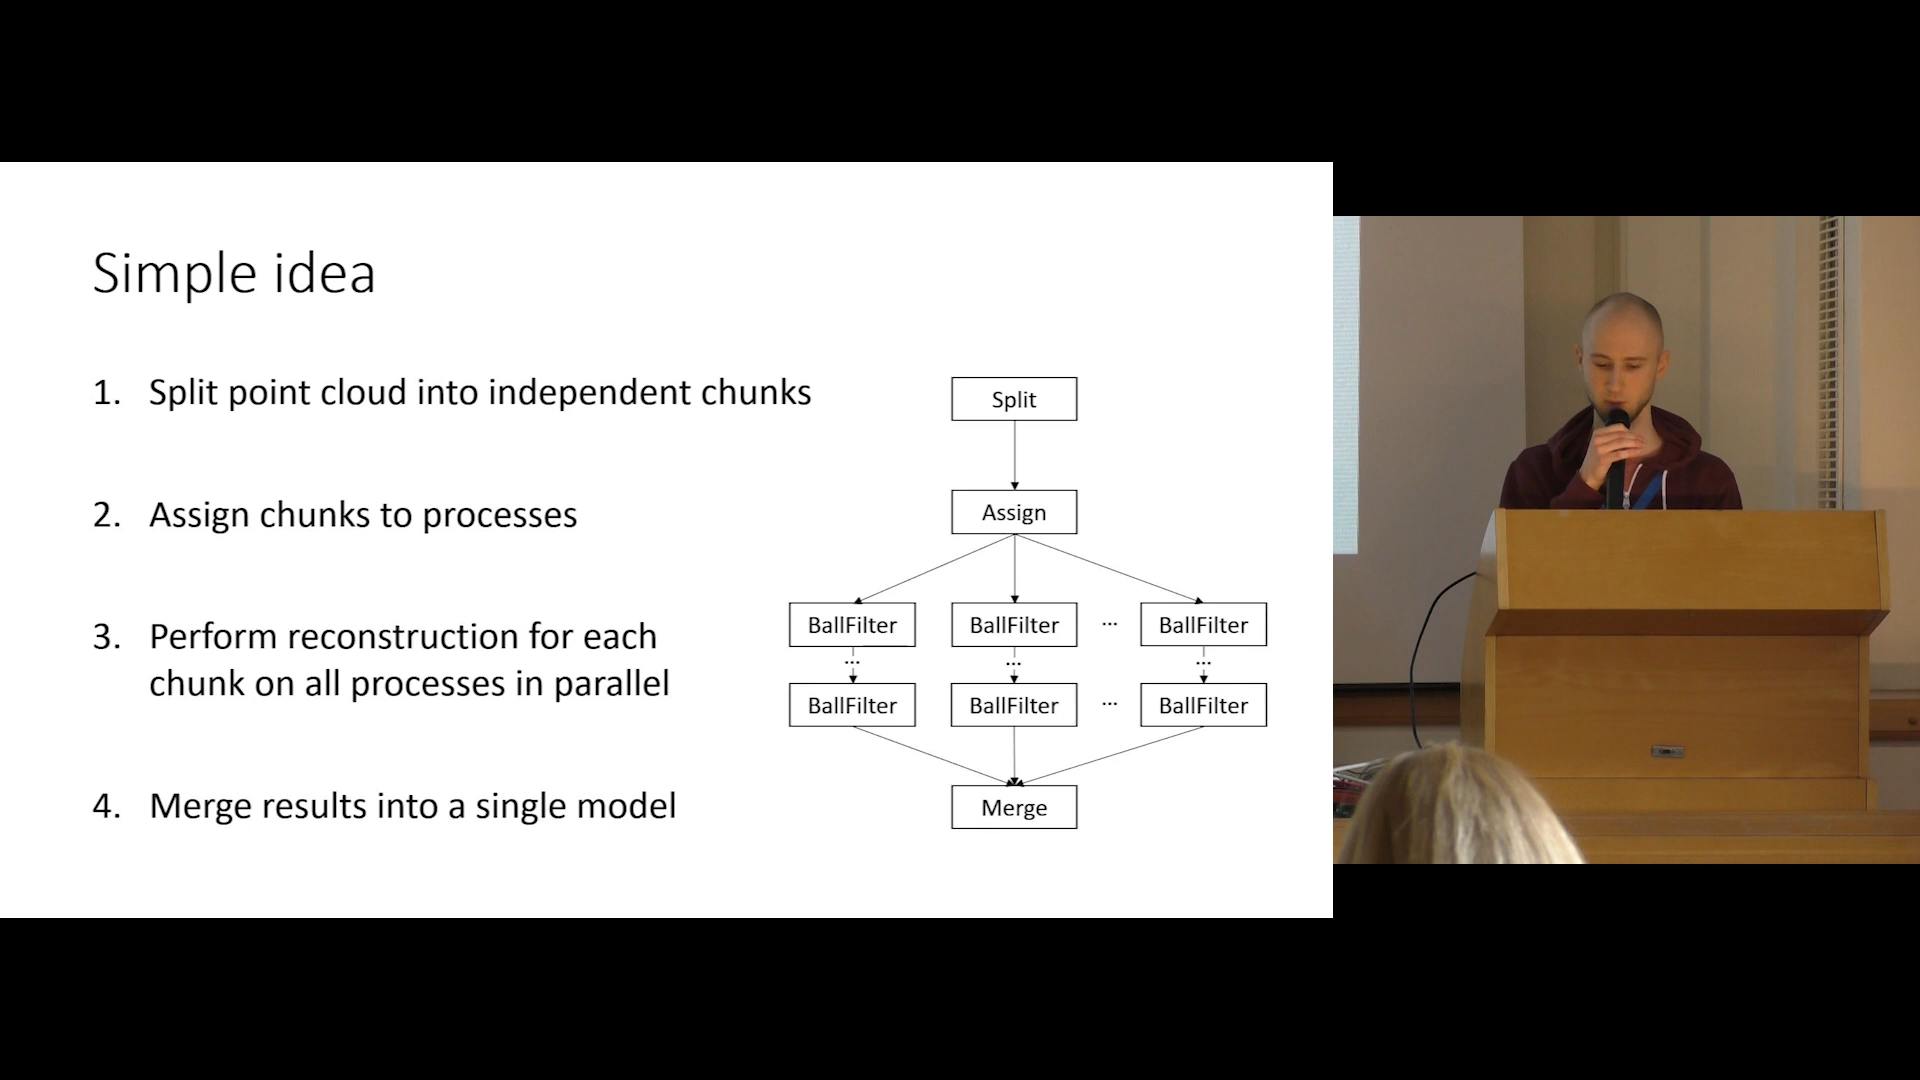 Simple idea
1. Split point cloud into independent chunks
2. Assign chunks to processes
3. Perform reconstruction for each
chunk on all processes in parallel
4. Merge results into a single model
Split
Assign
BallFilter BallFilter ... BallFilter
... ... ...
BallFilter BallFilter ... BallFilter
Merge